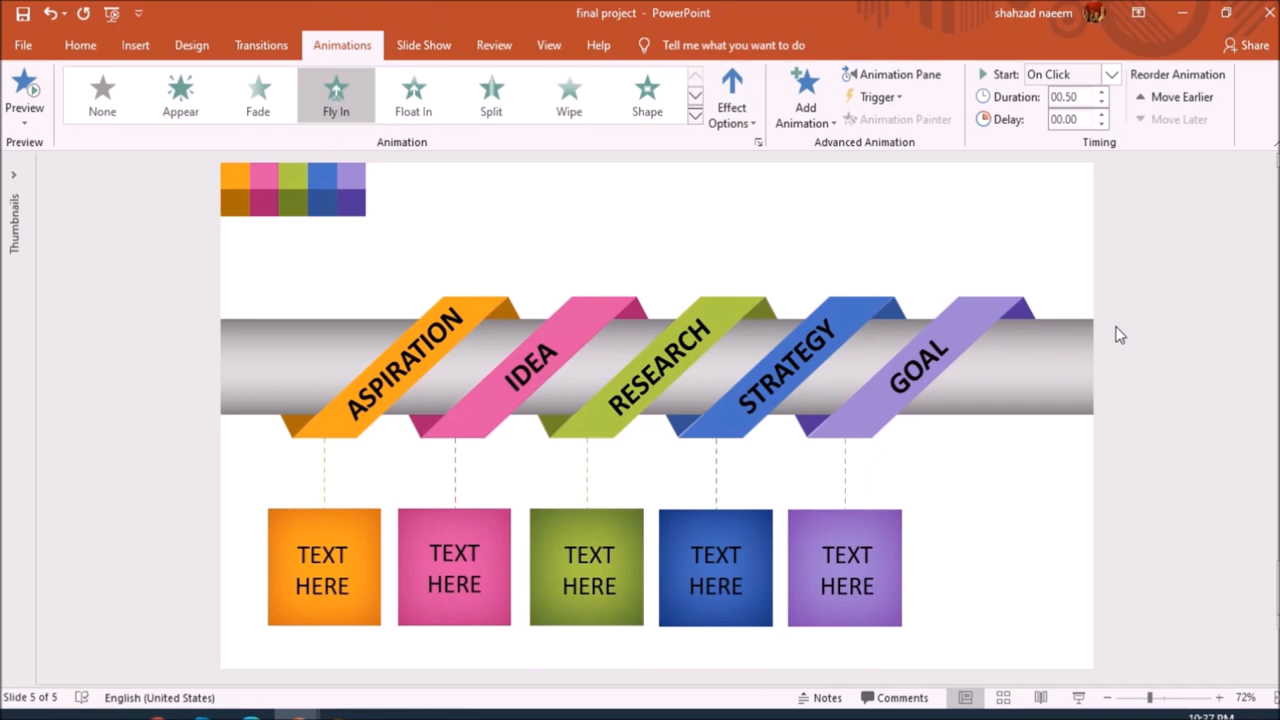 final project - PowerPoint
shahzad naeem
File Home Insert Design Transitions Animations Slide Show Review View Help Tell me what you want to do Share
Preview
None Appear Fade Fly In Float In Split Wipe Shape
Effect
Options
Add
Animation
Animation Pane
Trigger
Animation Painter
Start: On Click
Duration: 00.50
Delay: 00.00
Reorder Animation
Move Earlier
Move Later
Preview Animation Advanced Animation Timing
Thumbnails
ASPIRATION
IDEA
RESEARCH
STRATEGY
GOAL
TEXT
HERE
TEXT
HERE
TEXT
HERE
TEXT
HERE
TEXT
HERE
Slide 5 of 5 English (United States) Notes Comments 72%
10:27 PM